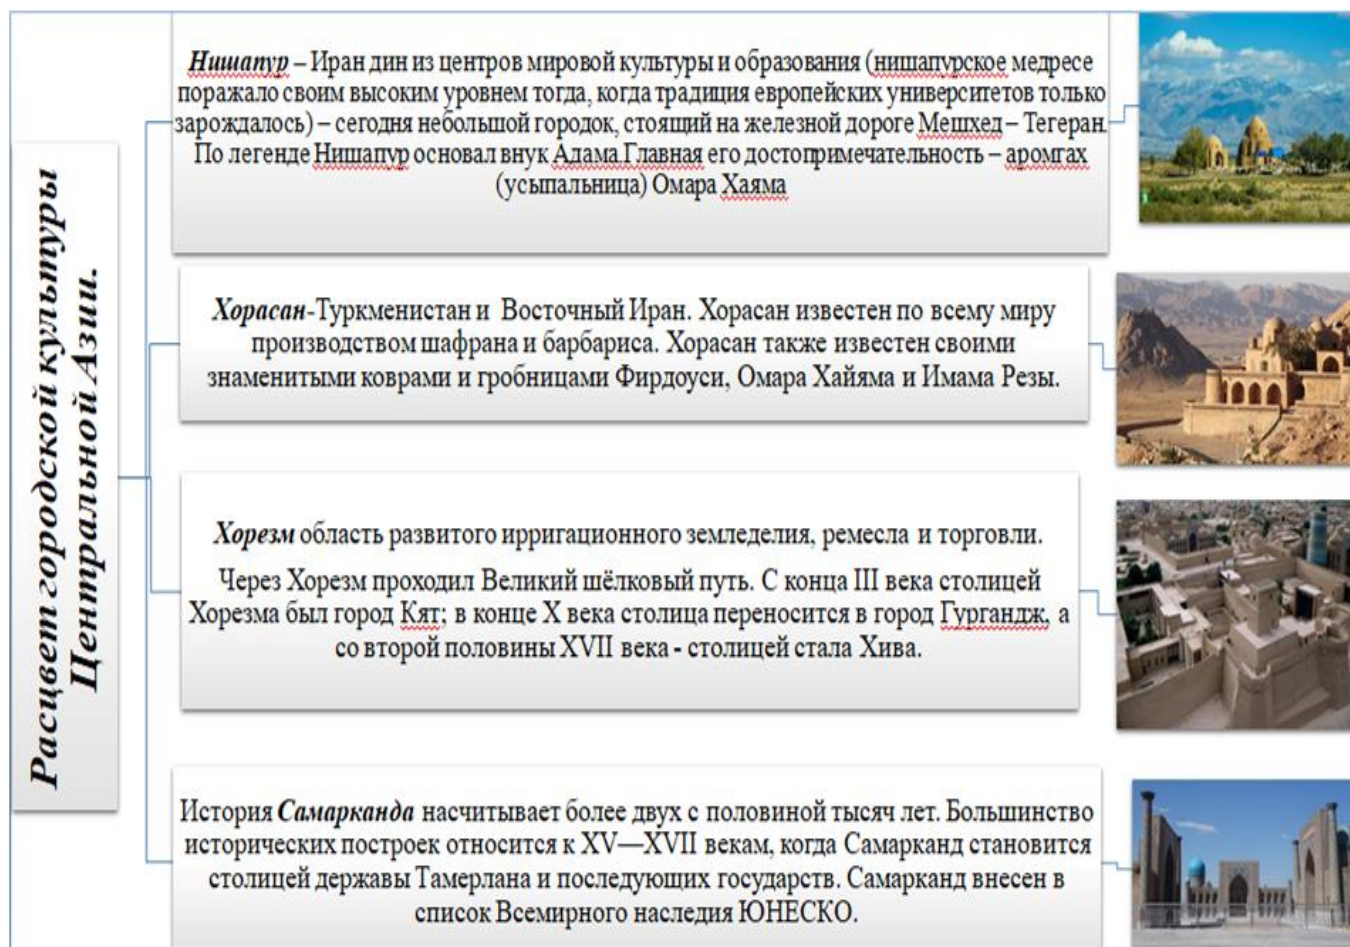 Расцвет городской культуры
Центральной Азии.
Нишапур – Иран дин из центров мировой культуры и образования (нишапурское медресе
поражало своим высоким уровнем тогда, когда традиция европейских университетов только
зарождалось) – сегодня небольшой городок, стоящий на железной дороге Мешхед – Тегеран.
По легенде Нишапур основал внук Адама.Главная его достопримечательность – аромгах
(усыпальница) Омара Хаяма
Хорасан-Туркменистан и Восточный Иран. Хорасан известен по всему миру
производством шафрана и барбариса. Хорасан также известен своими
знаменитыми коврами и гробницами Фирдоуси, Омара Хайяма и Имама Резы.
Хорезм область развитого ирригационного земледелия, ремесла и торговли.
Через Хорезм проходил Великий шёлковый путь. С конца III века столицей
Хорезма был город Кят; в конце X века столица переносится в город Гургандж, а
со второй половины XVII века - столицей стала Хива.
История Самарканда насчитывает более двух с половиной тысяч лет. Большинство
исторических построек относится к XV—XVII векам, когда Самарканд становится
столицей державы Тамерлана и последующих государств. Самарканд внесен в
список Всемирного наследия ЮНЕСКО.